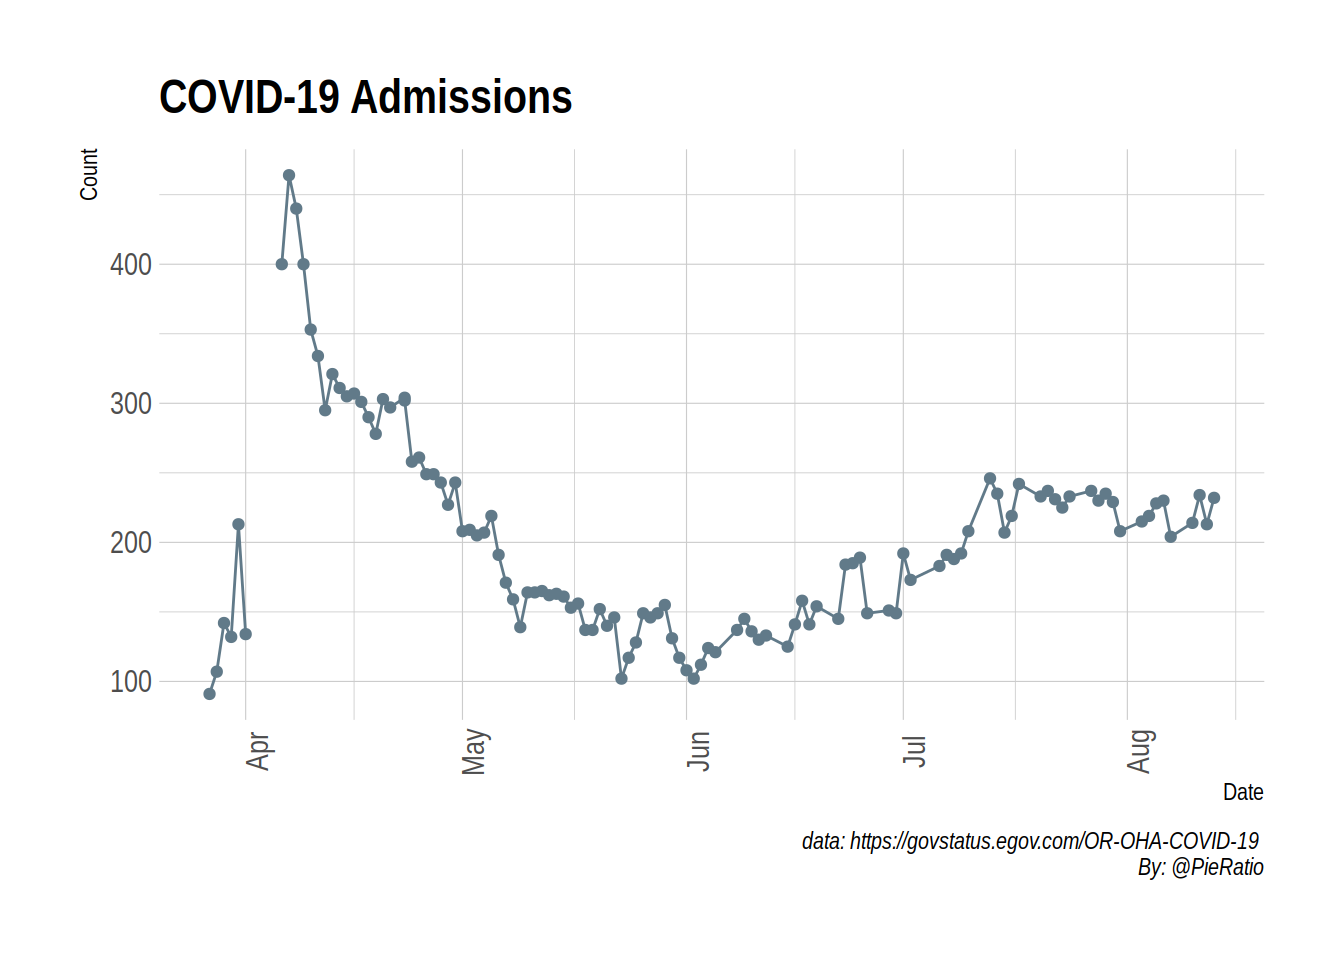 COVID-19 Admissions
Count
400
300
200
100
Apr
May
Jun
Jul
Aug
Date
data: https://govstatus.egov.com/OR-OHA-COVID-19
By: @PieRatio